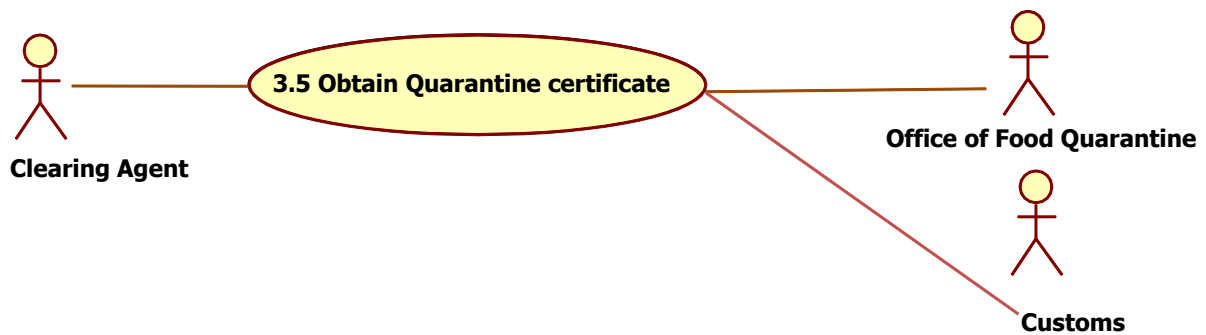 3.5 Obtain Quarantine certificate
Clearing Agent
Office of Food Quarantine
Customs